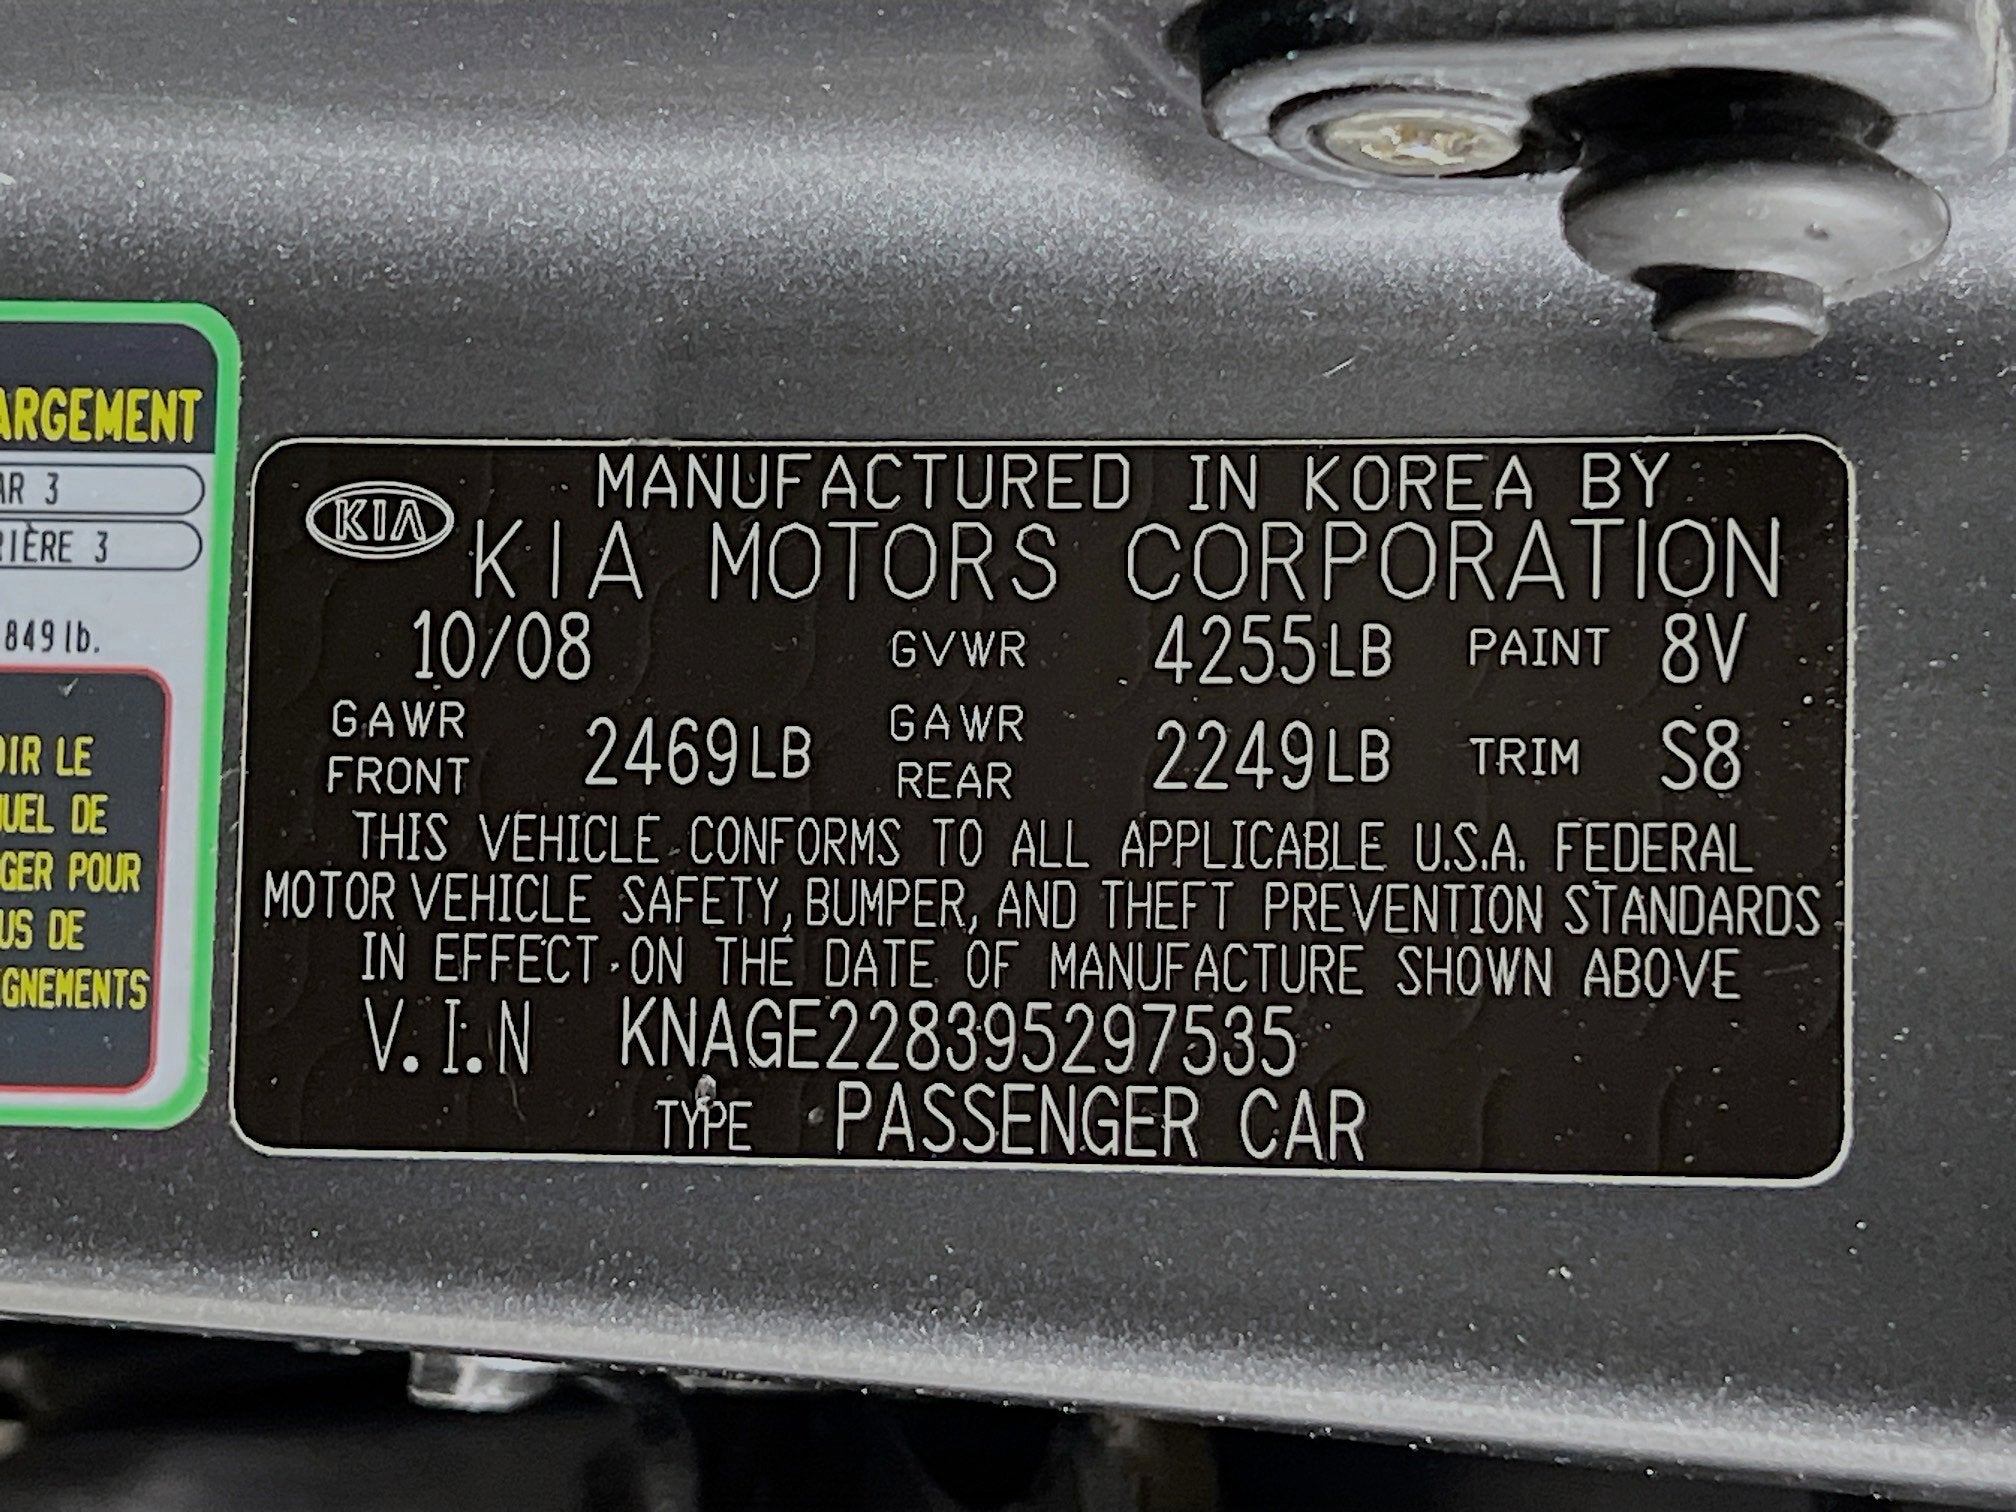 ARGEMENT
AR 3
IÈRE 3
849 lb.
OIR LE
UEL DE
GER POUR
US DE
IGNEMENTS
KIA
MANUFACTURED IN KOREA BY
KIA MOTORS CORPORATION
10/08 GVWR 4255LB PAINT 8V
GAWR FRONT 2469LB GAWR REAR 2249LB TRIM S8
THIS VEHICLE CONFORMS TO ALL APPLICABLE U.S.A. FEDERAL
MOTOR VEHICLE SAFETY, BUMPER, AND THEFT PREVENTION STANDARDS
IN EFFECT ON THE DATE OF MANUFACTURE SHOWN ABOVE
V.I.N KNAGE228395297535
TYPE PASSENGER CAR